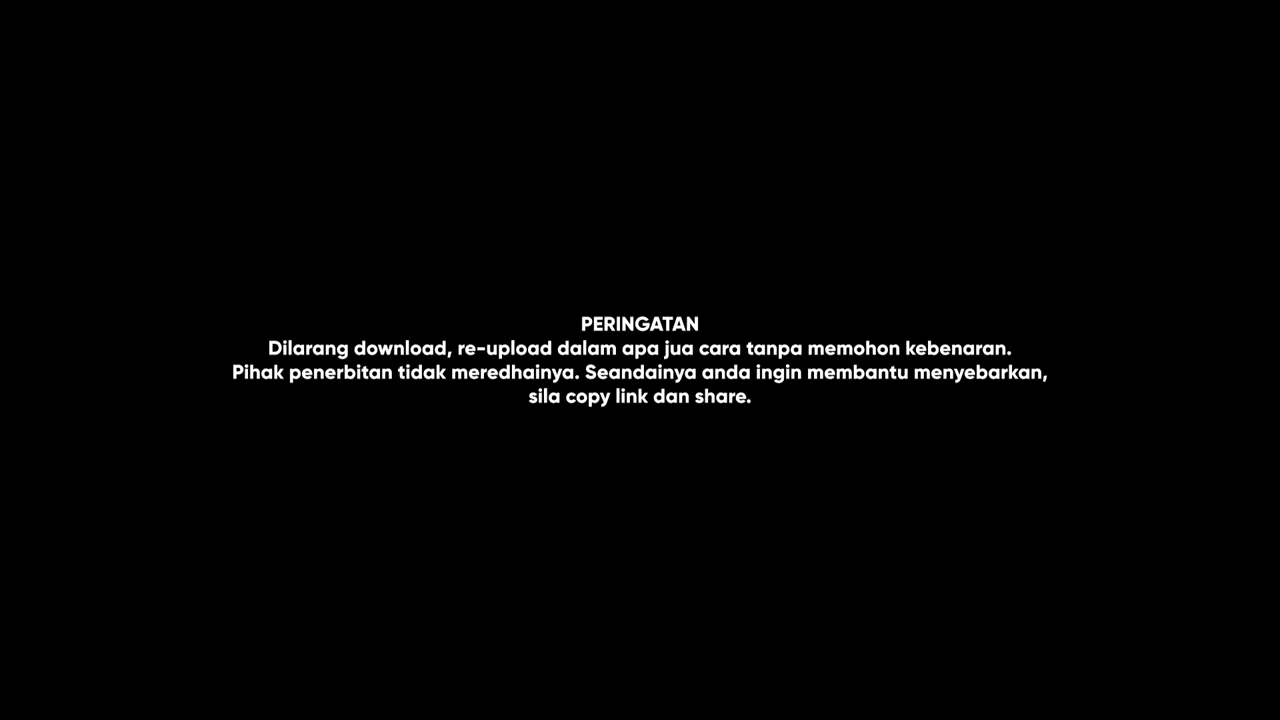 PERINGATAN
Dilarang download, re-upload dalam apa jua cara tanpa memohon kebenaran.
Pihak penerbitan tidak meredhainya. Seandainya anda ingin membantu menyebarkan,
sila copy link dan share.